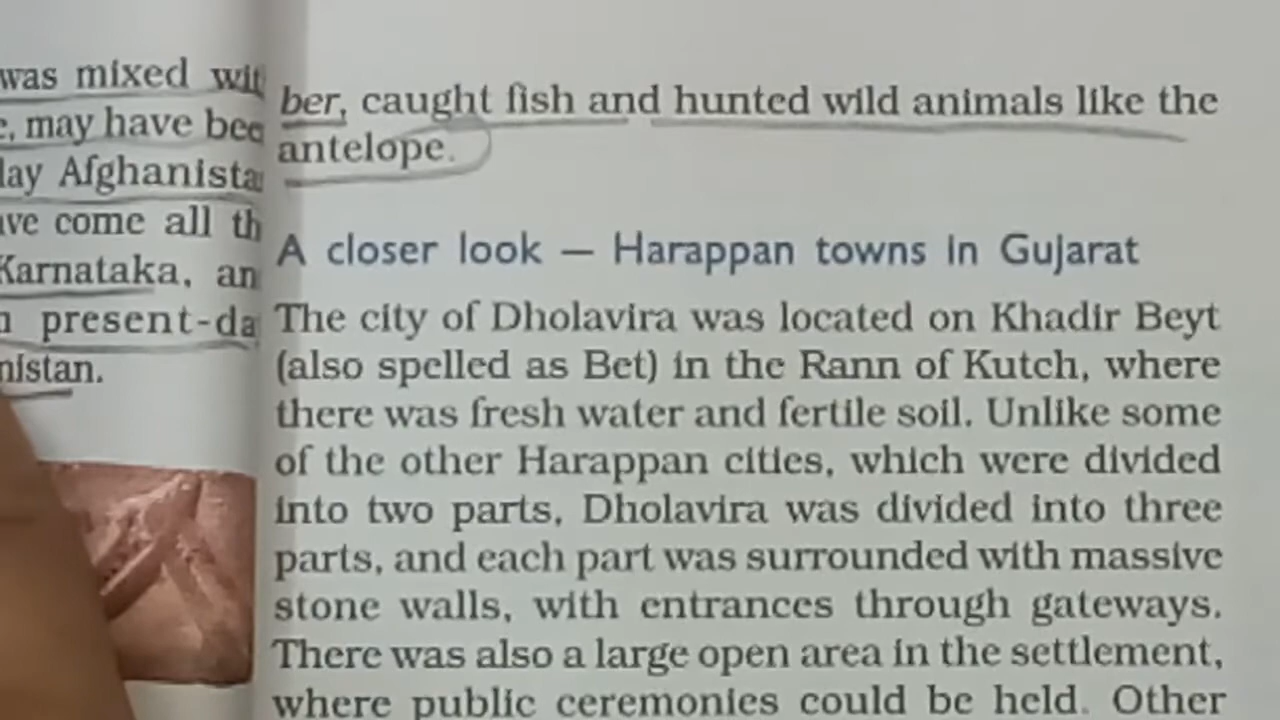 was mixed
may have
Afghanista
come all
Karnataka, an
present-da
nistan.
ber, caught fish and hunted wild animals like the
antelope.
A closer look — Harappan towns in Gujarat
The city of Dholavira was located on Khadir Beyt
(also spelled as Bet) in the Rann of Kutch, where
there was fresh water and fertile soil. Unlike some
of the other Harappan cities, which were divided
into two parts, Dholavira was divided into three
parts, and each part was surrounded with massive
stone walls, with entrances through gateways.
There was also a large open area in the settlement,
where public ceremonies could be held. Other